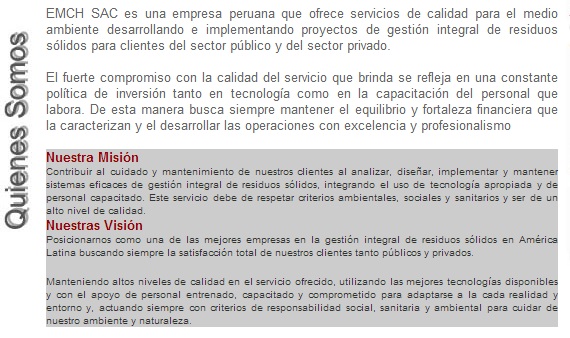 Quienes Somos
EMCH SAC es una empresa peruana que ofrece servicios de calidad para el medio
ambiente desarrollando e implementando proyectos de gestión integral de residuos
sólidos para clientes del sector público y del sector privado.
El fuerte compromiso con la calidad del servicio que brinda se refleja en una constante
política de inversión tanto en tecnología como en la capacitación del personal que
labora. De esta manera busca siempre mantener el equilibrio y fortaleza financiera que
la caracterizan y el desarrollar las operaciones con excelencia y profesionalismo
Nuestra Misión
Contribuir al cuidado y mantenimiento de nuestros clientes al analizar, diseñar, implementar y mantener
sistemas eficaces de gestión integral de residuos sólidos, integrando el uso de tecnología apropiada y de
personal capacitado. Este servicio debe de respetar criterios ambientales, sociales y sanitarios y ser de un
alto nivel de calidad.
Nuestras Visión
Posicionarnos como una de las mejores empresas en la gestión integral de residuos sólidos en América
Latina buscando siempre la satisfacción total de nuestros clientes tanto públicos y privados.
Manteniendo altos niveles de calidad en el servicio ofrecido, utilizando las mejores tecnologías disponibles
y con el apoyo de personal entrenado, capacitado y comprometido para adaptarse a la cada realidad y
entorno y, actuando siempre con criterios de responsabilidad social, sanitaria y ambiental para cuidar de
nuestro ambiente y naturaleza.